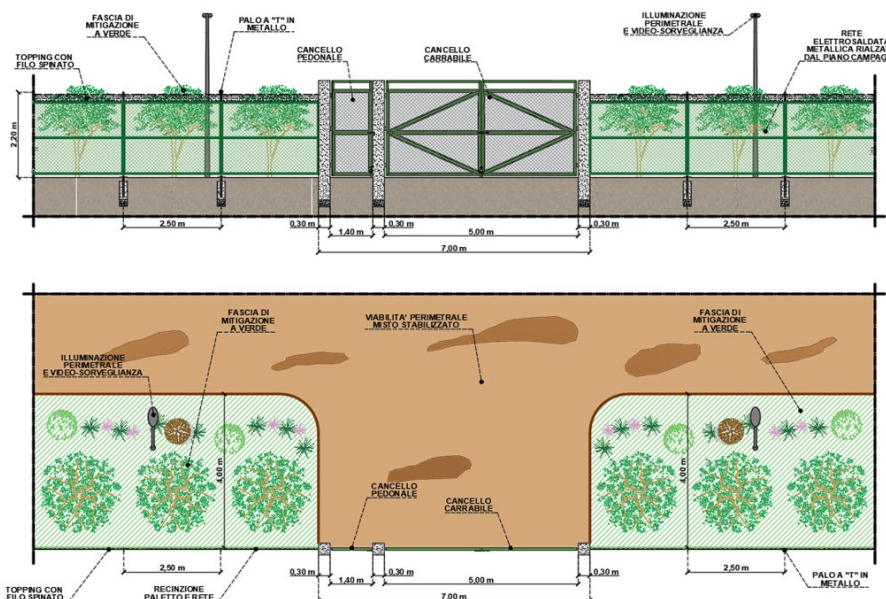 FASCIA DI
MITIGAZIONE
A VERDE
PALO A "T" IN
METALLO
ILLUMINAZIONE
PERIMETRALE
E VIDEO-SORVEGLIANZA
TOPPING CON
FILO SPINATO
CANCELLO
PEDONALE
CANCELLO
CARRABILE
RETE
ELETTROSALDATA
METALLICA RIALZA
DAL PIANO CAMPAG
2,20 m
2,50 m
0,30 m
1,40 m
0,30 m
5,00 m
0,30 m
2,50 m
7,00 m
FASCIA DI
MITIGAZIONE
A VERDE
VIABILITA' PERIMETRALE
MISTO STABILIZZATO
FASCIA DI
MITIGAZIONE
A VERDE
ILLUMINAZIONE
PERIMETRALE
E VIDEO-SORVEGLIANZA
4,00 m
4,00 m
CANCELLO
PEDONALE
CANCELLO
CARRABILE
2,50 m
0,30 m
1,40 m
0,30 m
5,00 m
0,30 m
2,50 m
TOPPING CON
FILO SPINATO
RECINZIONE
PALETTO E RETE
7,00 m
PALO A "T" IN
METALLO